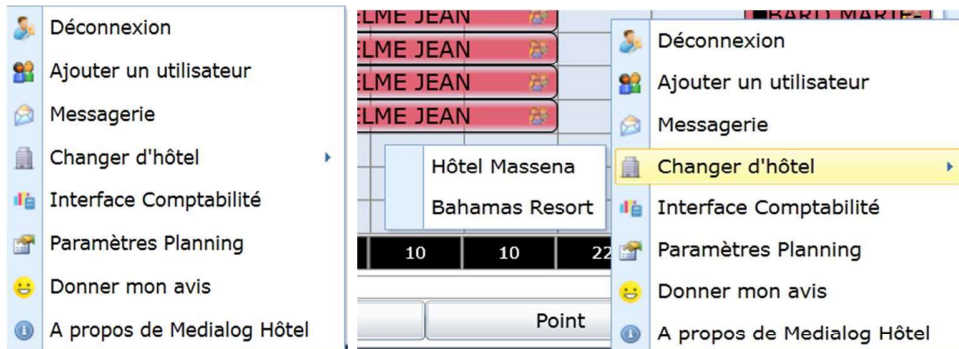 Déconnexion
Ajouter un utilisateur
Messagerie
Changer d'hôtel
Interface Comptabilité
Paramètres Planning
Donner mon avis
A propos de Medialog Hôtel
ELME JEAN
BARD MARIE-
ELME JEAN
ELME JEAN
ELME JEAN
Hôtel Massena
Bahamas Resort
10 10 22
Point
Déconnexion
Ajouter un utilisateur
Messagerie
Changer d'hôtel
Interface Comptabilité
Paramètres Planning
Donner mon avis
A propos de Medialog Hôtel